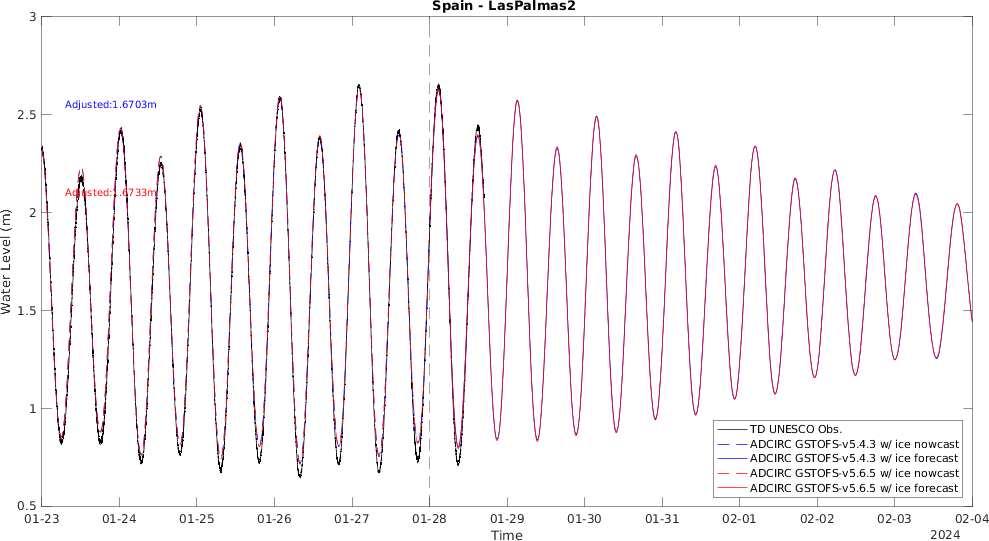 Spain - LasPalmas2
3
2.5
2
1.5
1
0.5
Water Level (m)
Adjusted:1.6703m
Adjusted:1.6733m
TD UNESCO Obs.
ADCIRC GSTOFS-v5.4.3 w/ ice nowcast
ADCIRC GSTOFS-v5.4.3 w/ ice forecast
ADCIRC GSTOFS-v5.6.5 w/ ice nowcast
ADCIRC GSTOFS-v5.6.5 w/ ice forecast
01-23 01-24 01-25 01-26 01-27 01-28 01-29 01-30 01-31 02-01 02-02 02-03 02-04
Time
2024